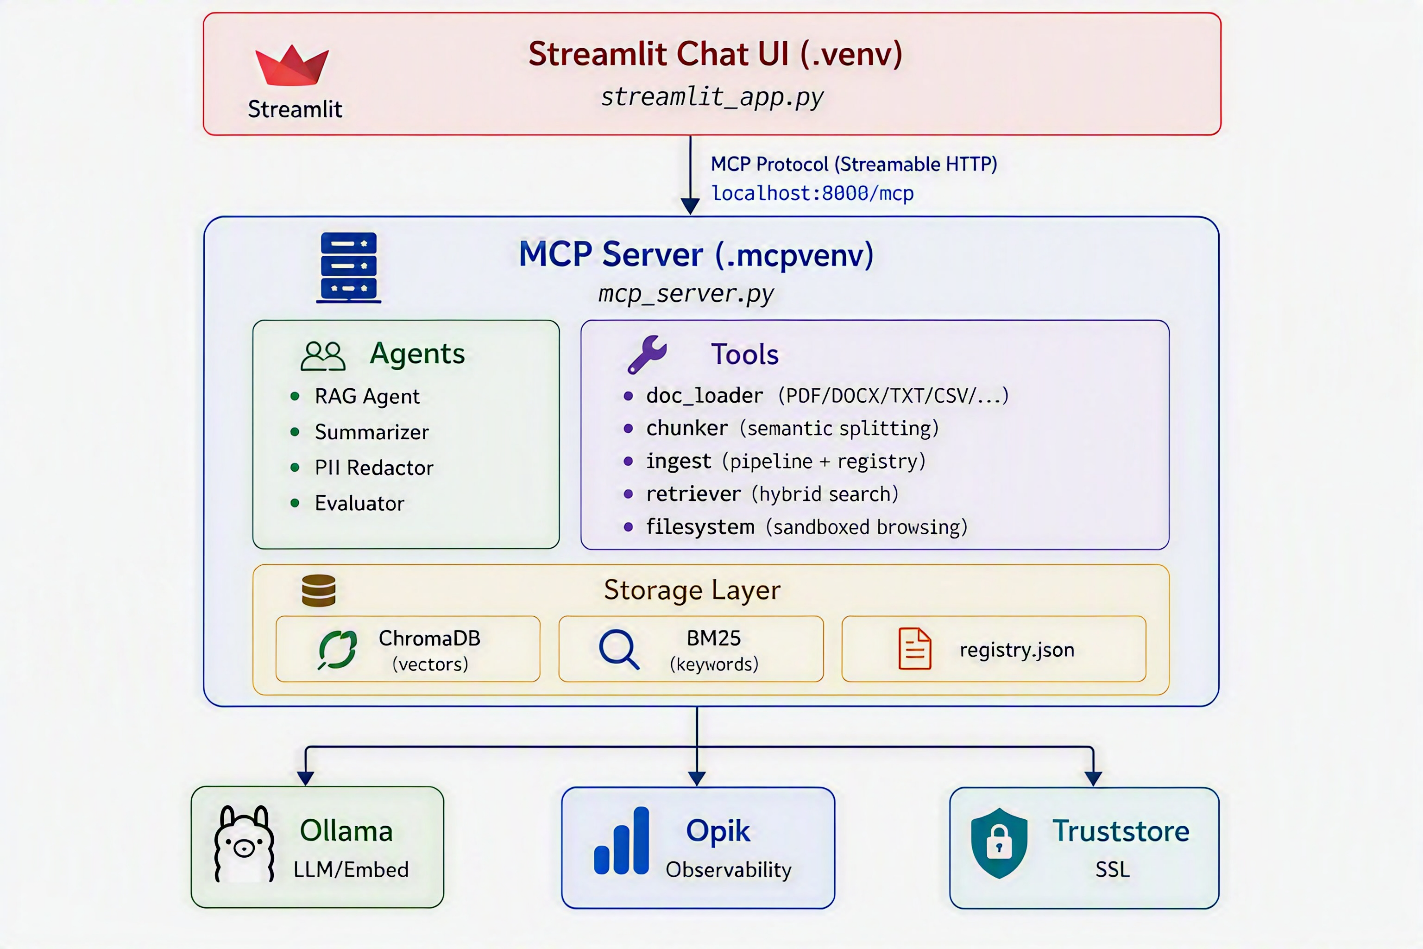 Streamlit Chat UI (.venv)
streamlit_app.py
Streamlit
MCP Protocol (Streamable HTTP)
localhost:8000/mcp
MCP Server (.mcpvenv)
mcp_server.py
Agents
• RAG Agent
• Summarizer
• PII Redactor
• Evaluator
Tools
• doc_loader (PDF/DOCX/TXT/CSV/...)
• chunker (semantic splitting)
• ingest (pipeline + registry)
• retriever (hybrid search)
• filesystem (sandboxed browsing)
Storage Layer
ChromaDB
(vectors)
BM25
(keywords)
registry.json
Ollama
LLM/Embed
Opik
Observability
Truststore
SSL